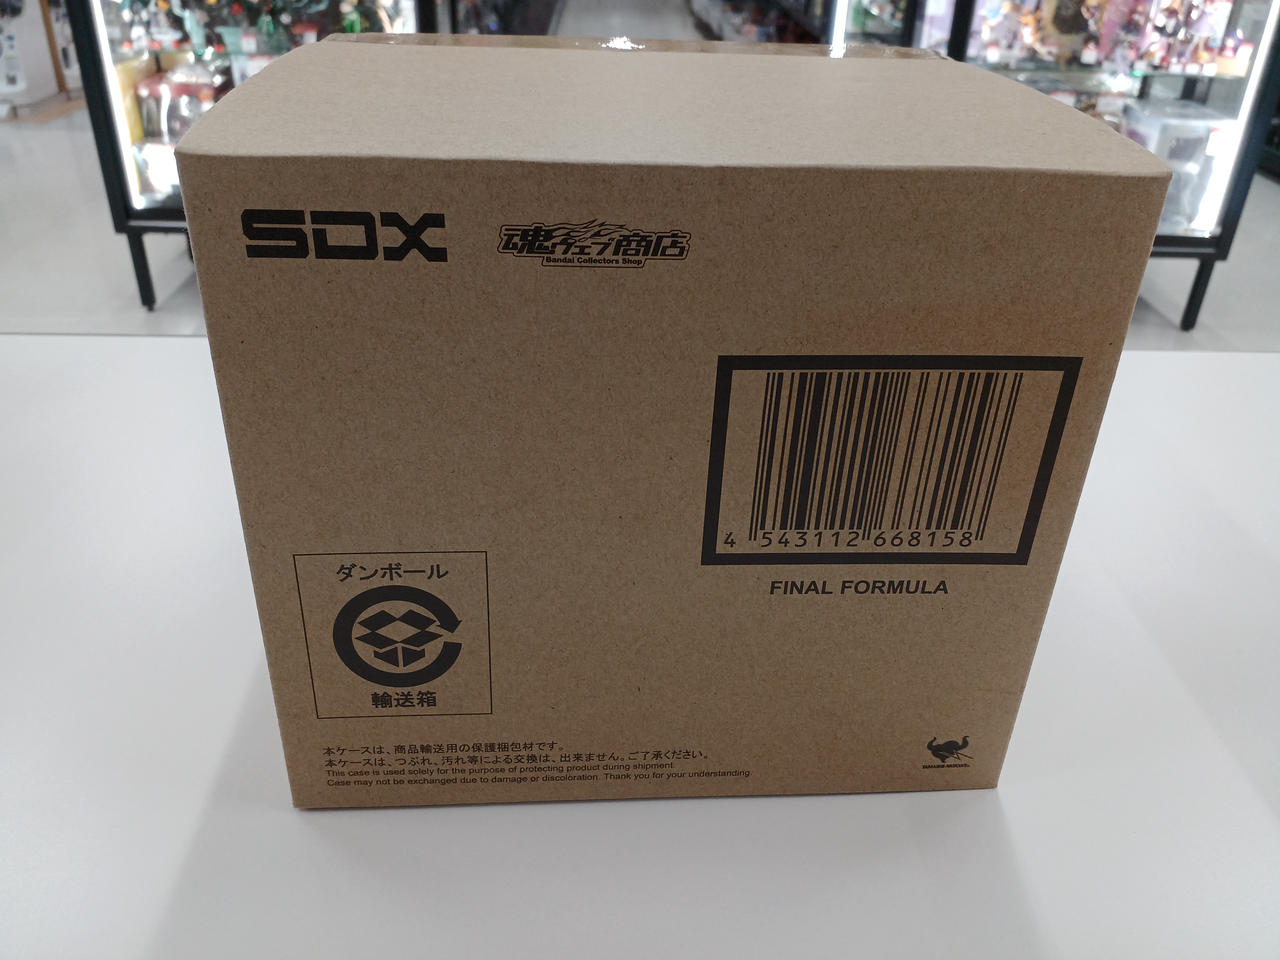 SDX
魂ウェブ商店
Bandai Collectors Shop
4 543112 668158
FINAL FORMULA
ダンボール
輸送箱
本ケースは、商品輸送用の保護梱包材です。
本ケースは、つぶれ、汚れ等による交換は、出来ません。ご了承ください。
This case is used solely for the purpose of protecting product during shipment.
Case may not be exchanged due to damage or discoloration. Thank you for your understanding.
TAMASHII NATIONS